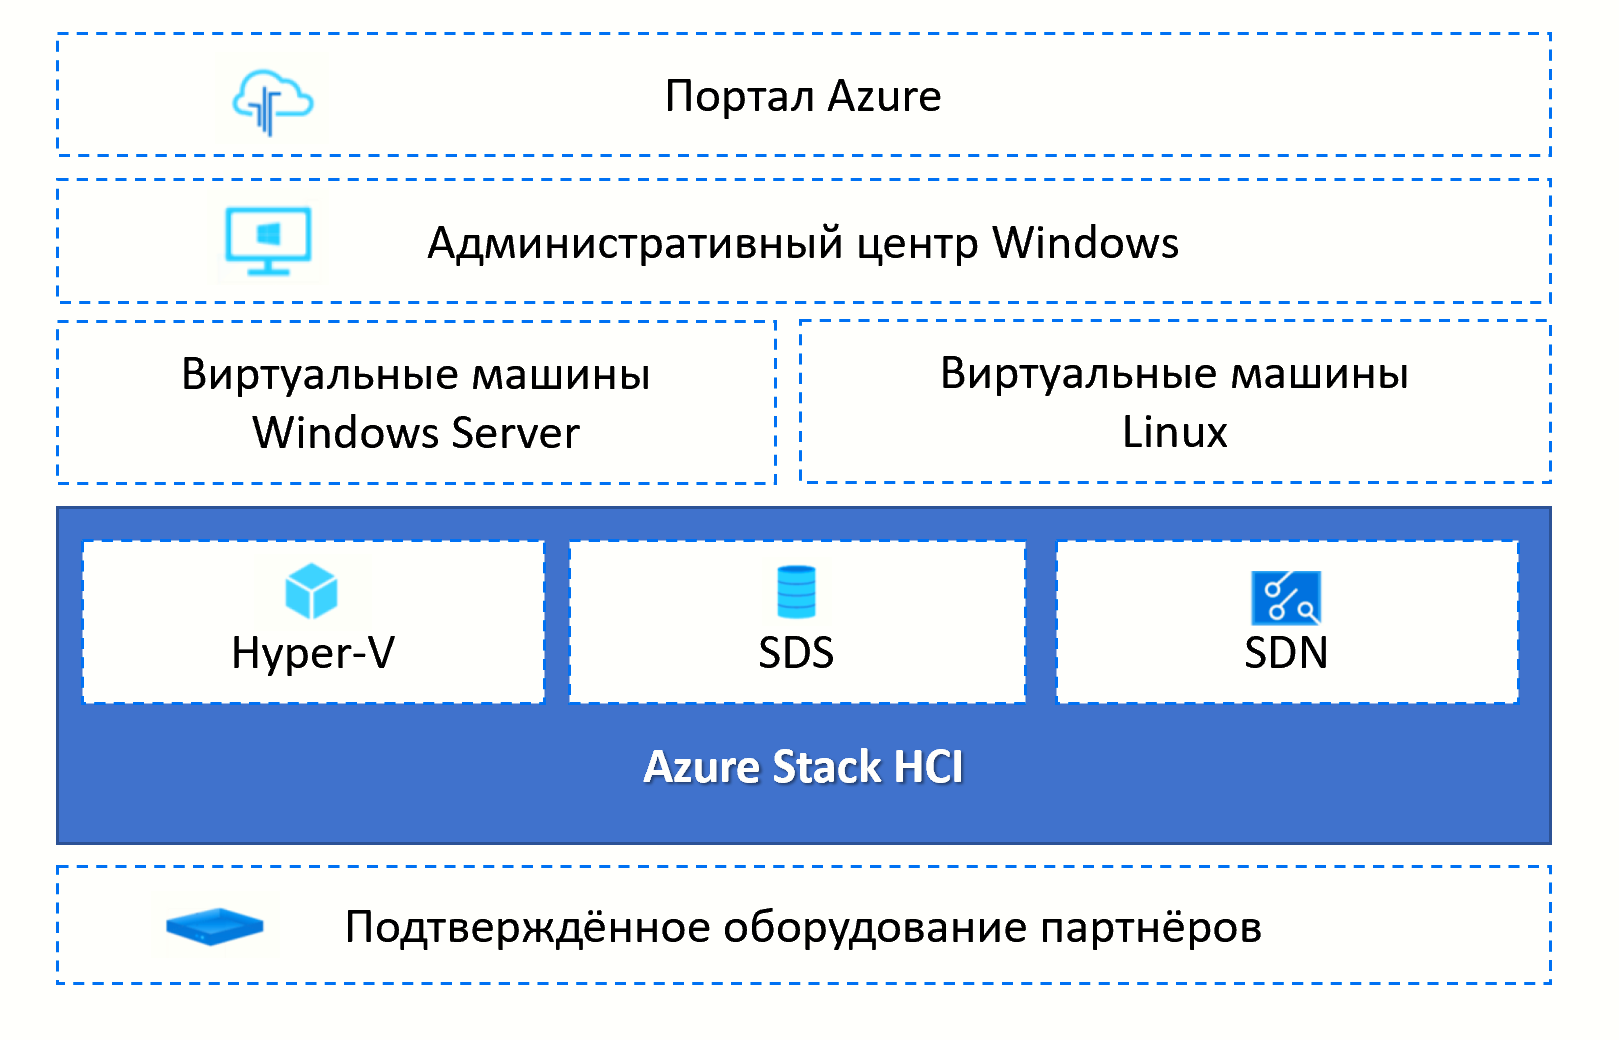 Портал Azure
Административный центр Windows
Виртуальные машины
Windows Server
Виртуальные машины
Linux
Hyper-V
SDS
SDN
Azure Stack HCI
Подтверждённое оборудование партнёров